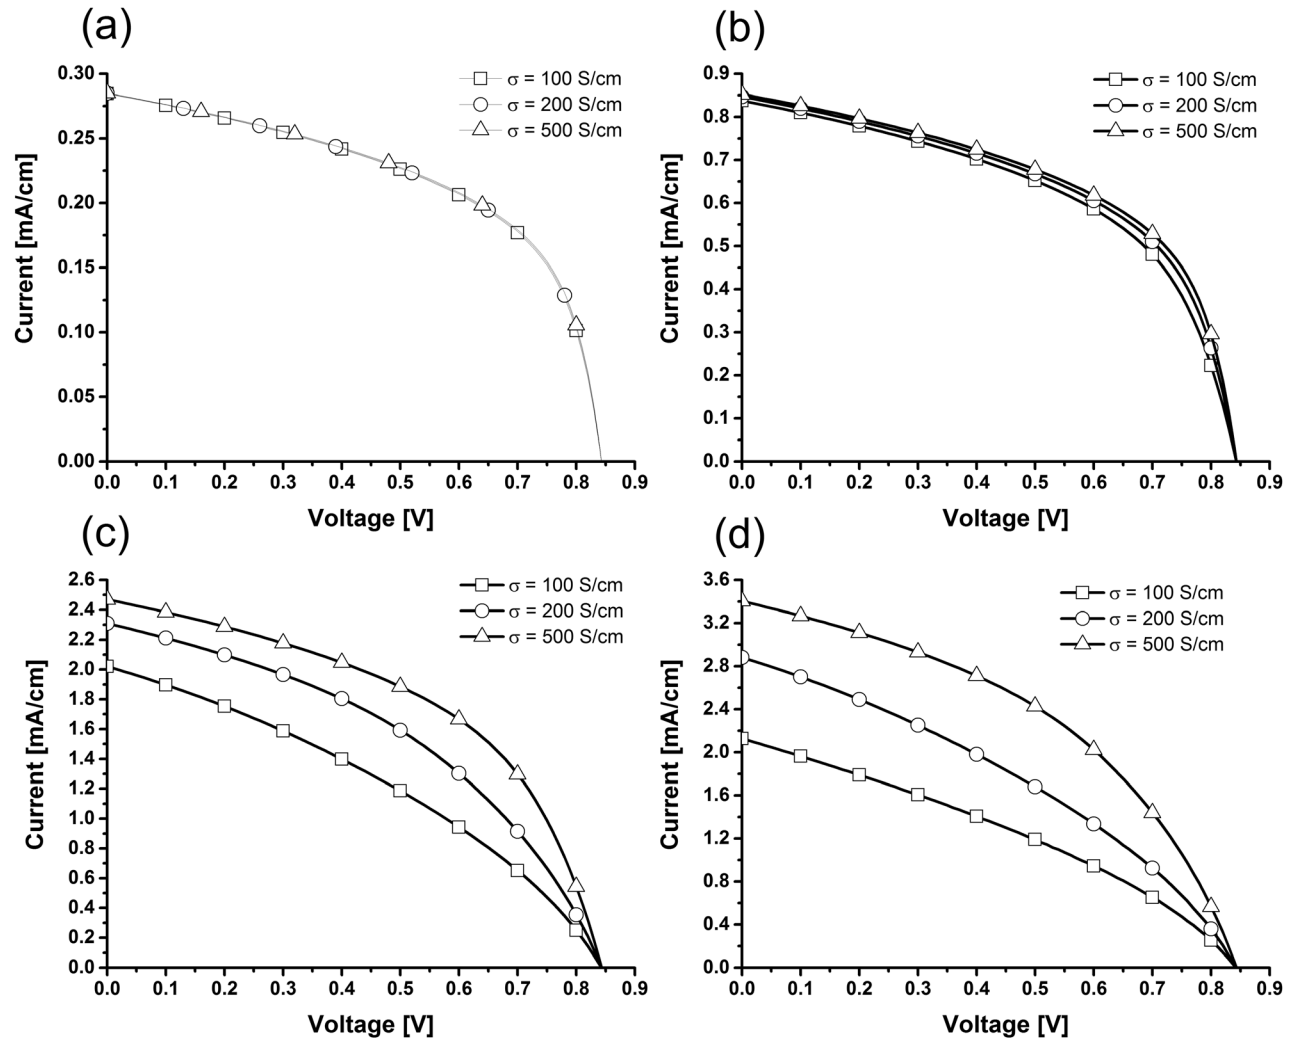 (a)
σ = 100 S/cm
σ = 200 S/cm
σ = 500 S/cm
0.30
0.25
0.20
0.15
0.10
0.05
0.00
Current [mA/cm]
0.0 0.1 0.2 0.3 0.4 0.5 0.6 0.7 0.8 0.9
Voltage [V]
(b)
σ = 100 S/cm
σ = 200 S/cm
σ = 500 S/cm
0.9
0.8
0.7
0.6
0.5
0.4
0.3
0.2
0.1
0.0
Current [mA/cm]
0.0 0.1 0.2 0.3 0.4 0.5 0.6 0.7 0.8 0.9
Voltage [V]
(c)
σ = 100 S/cm
σ = 200 S/cm
σ = 500 S/cm
2.6
2.4
2.2
2.0
1.8
1.6
1.4
1.2
1.0
0.8
0.6
0.4
0.2
0.0
Current [mA/cm]
0.0 0.1 0.2 0.3 0.4 0.5 0.6 0.7 0.8 0.9
Voltage [V]
(d)
σ = 100 S/cm
σ = 200 S/cm
σ = 500 S/cm
3.6
3.2
2.8
2.4
2.0
1.6
1.2
0.8
0.4
0.0
Current [mA/cm]
0.0 0.1 0.2 0.3 0.4 0.5 0.6 0.7 0.8 0.9
Voltage [V]